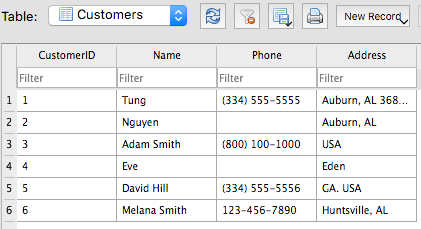 Table: Customers New Record
CustomerID Name Phone Address
Filter Filter Filter Filter
1 1 Tung (334) 555-5555 Auburn, AL 368...
2 2 Nguyen Auburn, AL
3 3 Adam Smith (800) 100-1000 USA
4 4 Eve Eden
5 5 David Hill (334) 555-5556 GA. USA
6 6 Melana Smith 123-456-7890 Huntsville, AL